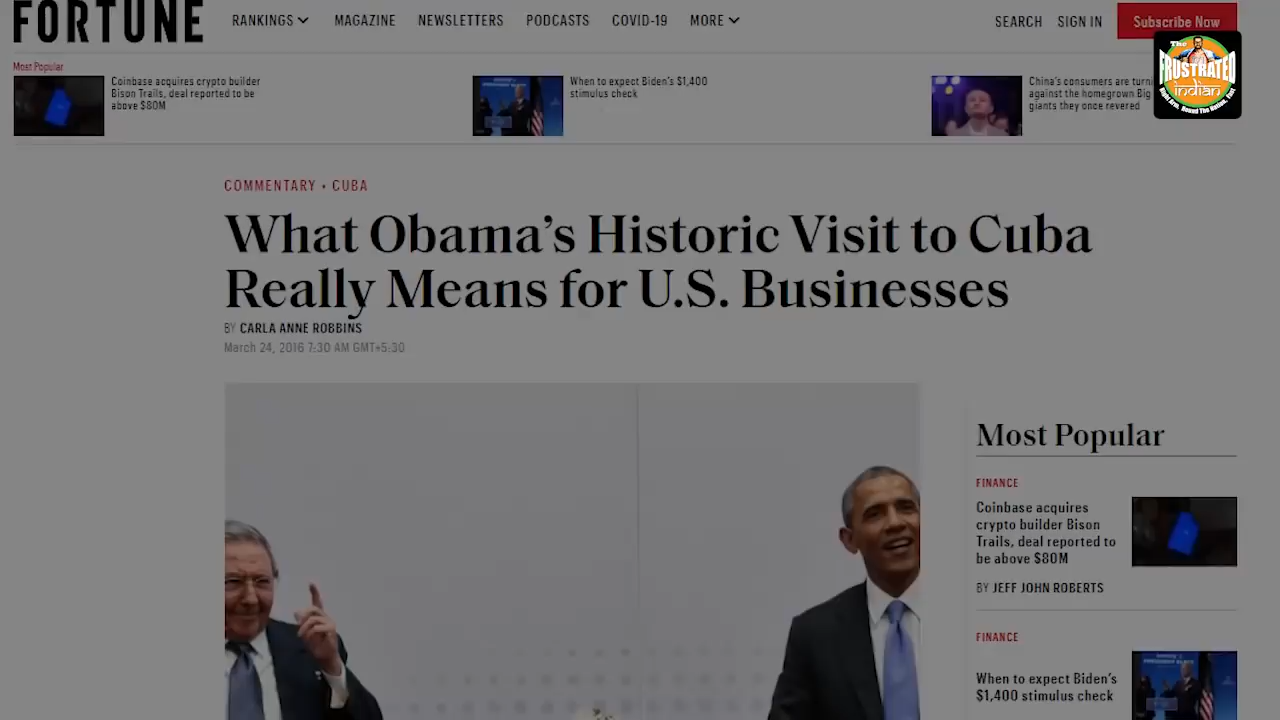 FORTUNE
RANKINGS
MAGAZINE
NEWSLETTERS
PODCASTS
COVID-19
MORE
SEARCH
SIGN IN
Subscribe Now
The
FRUSTRATED
indian
Most Popular
Coinbase acquires crypto builder
Bison Trails, deal reported to be
above $80M
When to expect Biden's $1,400
stimulus check
China's consumers are turni
against the homegrown Big
giants they once revered
COMMENTARY • CUBA
What Obama's Historic Visit to Cuba
Really Means for U.S. Businesses
BY CARLA ANNE ROBBINS
March 24, 2016 7:30 AM GMT+5:30
Most Popular
FINANCE
Coinbase acquires
crypto builder Bison
Trails, deal reported to
be above $80M
BY JEFF JOHN ROBERTS
FINANCE
When to expect Biden's
$1,400 stimulus check